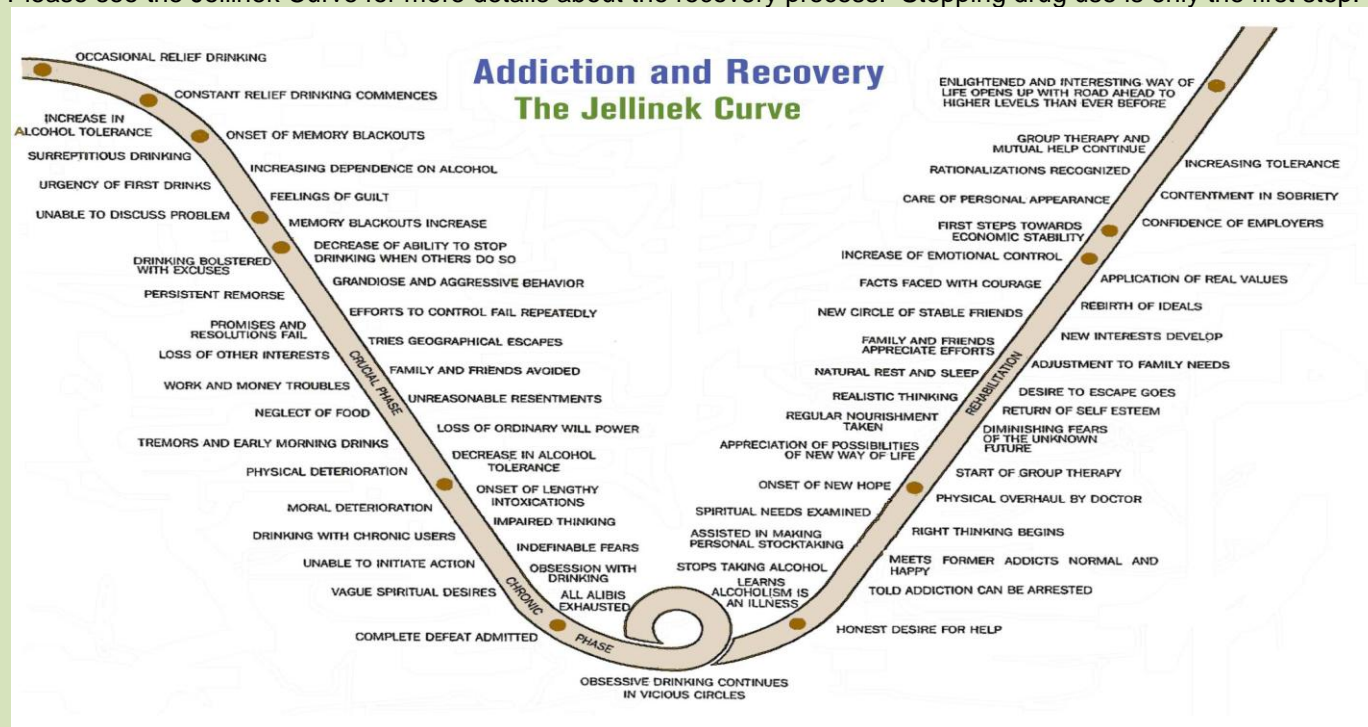 Please see the Jellinek Curve for more details about the recovery process. Stopping drug use is only the first step.
Addiction and Recovery
The Jellinek Curve
OCCASIONAL RELIEF DRINKING
CONSTANT RELIEF DRINKING COMMENCES
INCREASE IN
ALCOHOL TOLERANCE
ONSET OF MEMORY BLACKOUTS
SURREPTITIOUS DRINKING
INCREASING DEPENDENCE ON ALCOHOL
URGENCY OF FIRST DRINKS
FEELINGS OF GUILT
UNABLE TO DISCUSS PROBLEM
MEMORY BLACKOUTS INCREASE
DECREASE OF ABILITY TO STOP
DRINKING WHEN OTHERS DO SO
DRINKING BOLSTERED
WITH EXCUSES
GRANDIOSE AND AGGRESSIVE BEHAVIOR
PERSISTENT REMORSE
EFFORTS TO CONTROL FAIL REPEATEDLY
PROMISES AND
RESOLUTIONS FAIL
TRIES GEOGRAPHICAL ESCAPES
LOSS OF OTHER INTERESTS
CRUCIAL PHASE
FAMILY AND FRIENDS AVOIDED
WORK AND MONEY TROUBLES
UNREASONABLE RESENTMENTS
NEGLECT OF FOOD
LOSS OF ORDINARY WILL POWER
TREMORS AND EARLY MORNING DRINKS
DECREASE IN ALCOHOL
TOLERANCE
PHYSICAL DETERIORATION
ONSET OF LENGTHY
INTOXICATIONS
MORAL DETERIORATION
IMPAIRED THINKING
DRINKING WITH CHRONIC USERS
INDEFINABLE FEARS
UNABLE TO INITIATE ACTION
OBSESSION WITH
DRINKING
VAGUE SPIRITUAL DESIRES
CHRONIC
PHASE
ALL ALIBIS
EXHAUSTED
COMPLETE DEFEAT ADMITTED
OBSESSIVE DRINKING CONTINUES
IN VICIOUS CIRCLES
ENLIGHTENED AND INTERESTING WAY OF
LIFE OPENS UP WITH ROAD AHEAD TO
HIGHER LEVELS THAN EVER BEFORE
GROUP THERAPY AND
MUTUAL HELP CONTINUE
INCREASING TOLERANCE
RATIONALIZATIONS RECOGNIZED
CONTENTMENT IN SOBRIETY
CARE OF PERSONAL APPEARANCE
CONFIDENCE OF EMPLOYERS
FIRST STEPS TOWARDS
ECONOMIC STABILITY
INCREASE OF EMOTIONAL CONTROL
APPLICATION OF REAL VALUES
FACTS FACED WITH COURAGE
REBIRTH OF IDEALS
NEW CIRCLE OF STABLE FRIENDS
NEW INTERESTS DEVELOP
FAMILY AND FRIENDS
APPRECIATE EFFORTS
ADJUSTMENT TO FAMILY NEEDS
NATURAL REST AND SLEEP
REHABILITATION
DESIRE TO ESCAPE GOES
REALISTIC THINKING
RETURN OF SELF ESTEEM
REGULAR NOURISHMENT
TAKEN
DIMINISHING FEARS
OF THE UNKNOWN
FUTURE
APPRECIATION OF POSSIBILITIES
OF NEW WAY OF LIFE
START OF GROUP THERAPY
ONSET OF NEW HOPE
PHYSICAL OVERHAUL BY DOCTOR
SPIRITUAL NEEDS EXAMINED
RIGHT THINKING BEGINS
ASSISTED IN MAKING
PERSONAL STOCKTAKING
MEETS FORMER ADDICTS NORMAL AND
HAPPY
STOPS TAKING ALCOHOL
TOLD ADDICTION CAN BE ARRESTED
LEARNS
ALCOHOLISM IS
AN ILLNESS
HONEST DESIRE FOR HELP